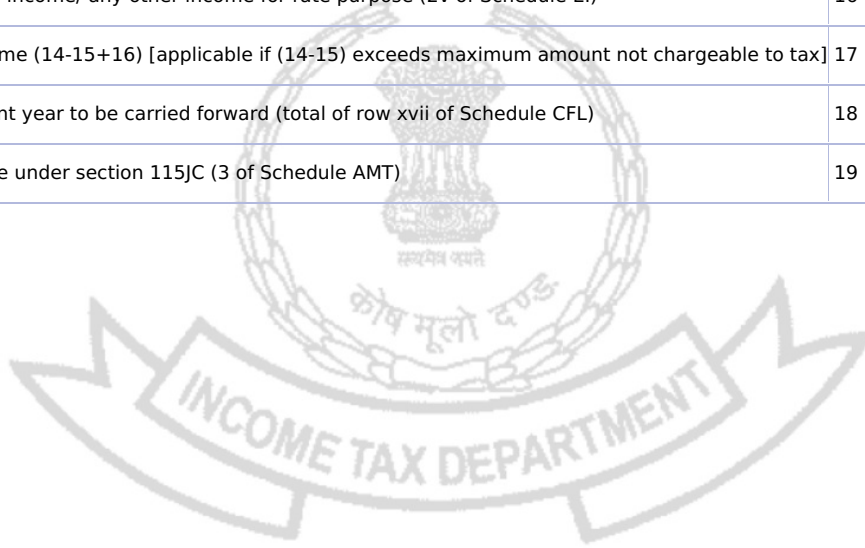 income/ any other income for rate purpose (2v of Schedule EI)
me (14-15+16) [applicable if (14-15) exceeds maximum amount not chargeable to tax] 17
nt year to be carried forward (total of row xvii of Schedule CFL) 18
e under section 115JC (3 of Schedule AMT) 19
सत्यमेव जयते
कोष मूलो दण्डः
INCOME TAX DEPARTMENT